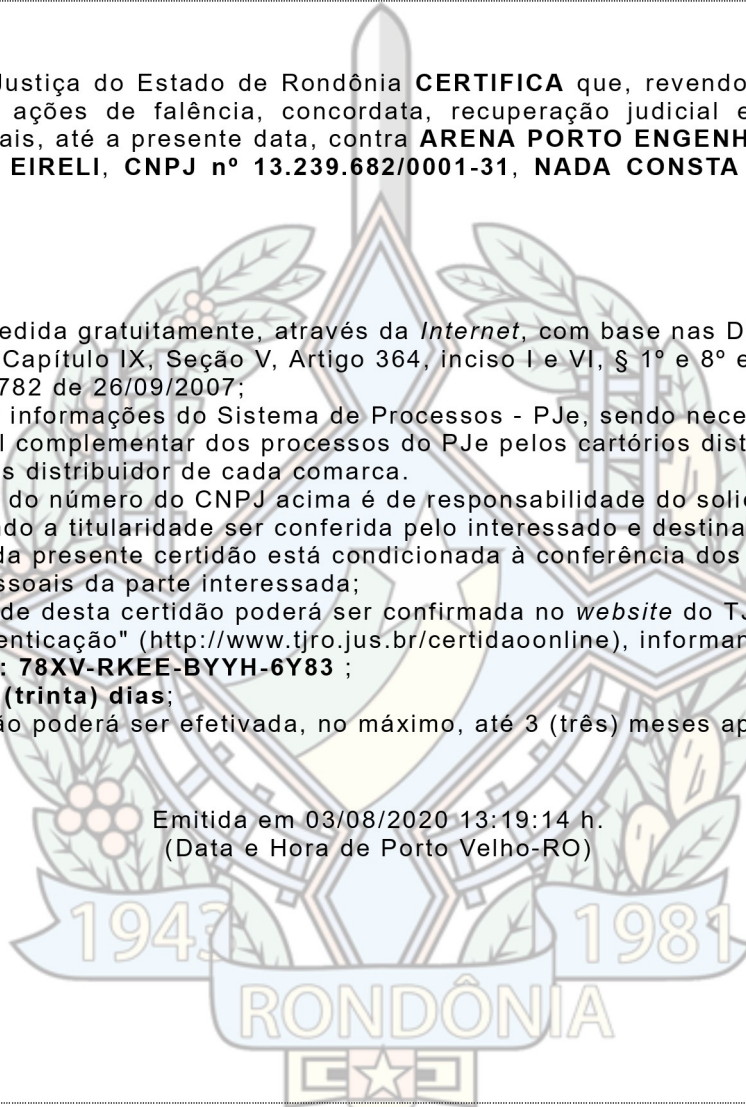 Justiça do Estado de Rondônia CERTIFICA que, revendo
ações de falência, concordata, recuperação judicial e
ais, até a presente data, contra ARENA PORTO ENGENH
EIRELI, CNPJ nº 13.239.682/0001-31, NADA CONSTA
edida gratuitamente, através da Internet, com base nas D
Capítulo IX, Seção V, Artigo 364, inciso I e VI, § 1º e 8º e
782 de 26/09/2007;
informações do Sistema de Processos - PJe, sendo nece
l complementar dos processos do PJe pelos cartórios dist
s distribuidor de cada comarca.
do número do CNPJ acima é de responsabilidade do solic
ndo a titularidade ser conferida pelo interessado e destina
da presente certidão está condicionada à conferência dos
ssoais da parte interessada;
de desta certidão poderá ser confirmada no website do TJ
enticação" (http://www.tjro.jus.br/certidaoonline), informan
: 78XV-RKEE-BYYH-6Y83 ;
(trinta) dias;
ão poderá ser efetivada, no máximo, até 3 (três) meses ap
Emitida em 03/08/2020 13:19:14 h.
(Data e Hora de Porto Velho-RO)
1943 1981
RONDÔNIA